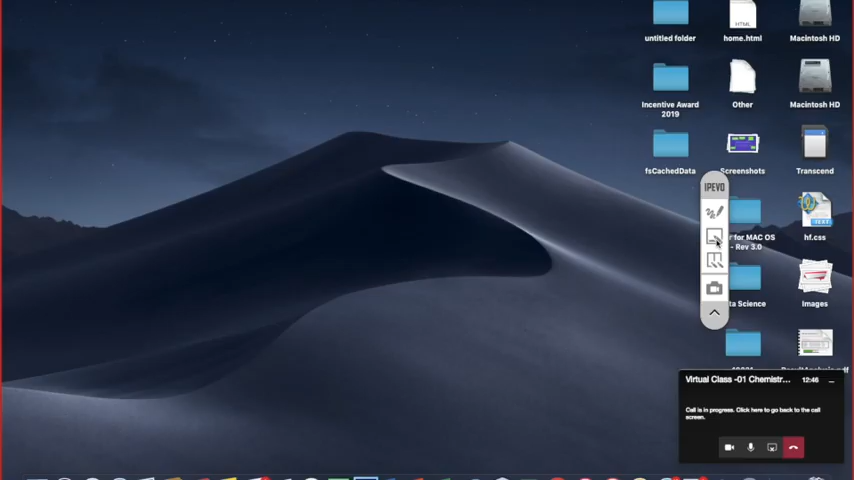 untitled folder
home.html
Macintosh HD
Incentive Award
2019
Other
Macintosh HD
fsCachedData
Screenshots
Transcend
IPEVO
r for MAC OS
- Rev 3.0
hf.css
TEXT
ta Science
Images
Virtual Class -01 Chemistr...
12:46
Call is in progress. Click here to go back to the call
screen.